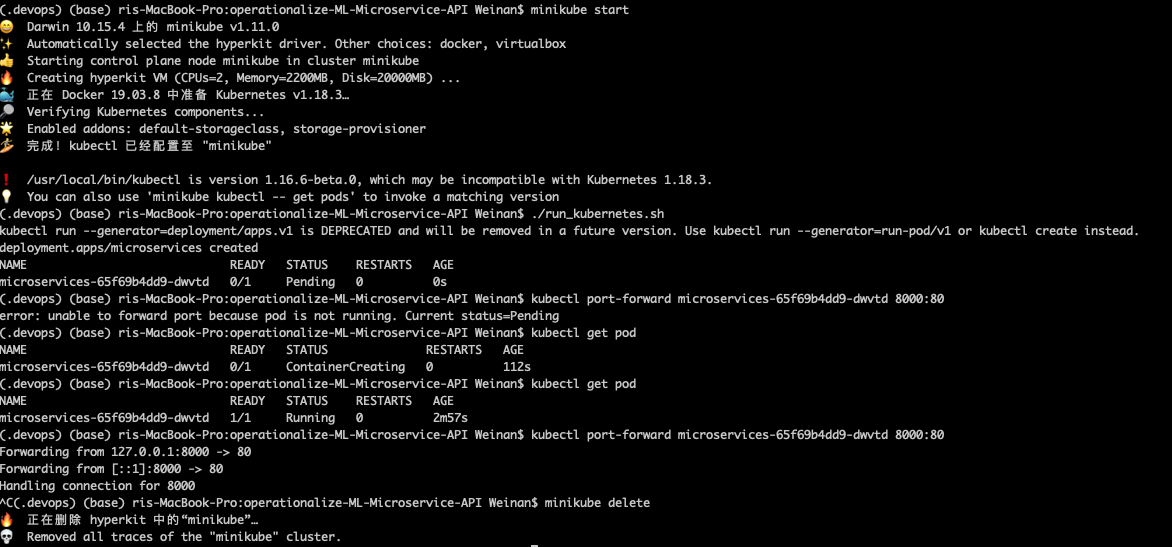 (.devops) (base) ris-MacBook-Pro:operationalize-ML-Microservice-API Weinan$ minikube start
😄  Darwin 10.15.4 上的 minikube v1.11.0
✨  Automatically selected the hyperkit driver. Other choices: docker, virtualbox
👍  Starting control plane node minikube in cluster minikube
🔥  Creating hyperkit VM (CPUs=2, Memory=2200MB, Disk=20000MB) ...
🐳  正在 Docker 19.03.8 中准备 Kubernetes v1.18.3…
🔎  Verifying Kubernetes components...
🌟  Enabled addons: default-storageclass, storage-provisioner
🏄  完成！kubectl 已经配置至 "minikube"
❗  /usr/local/bin/kubectl is version 1.16.6-beta.0, which may be incompatible with Kubernetes 1.18.3.
💡  You can also use 'minikube kubectl -- get pods' to invoke a matching version
(.devops) (base) ris-MacBook-Pro:operationalize-ML-Microservice-API Weinan$ ./run_kubernetes.sh
kubectl run --generator=deployment/apps.v1 is DEPRECATED and will be removed in a future version. Use kubectl run --generator=run-pod/v1 or kubectl create instead.
deployment.apps/microservices created
NAME READY STATUS RESTARTS AGE
microservices-65f69b4dd9-dwvtd 0/1 Pending 0 0s
(.devops) (base) ris-MacBook-Pro:operationalize-ML-Microservice-API Weinan$ kubectl port-forward microservices-65f69b4dd9-dwvtd 8000:80
error: unable to forward port because pod is not running. Current status=Pending
(.devops) (base) ris-MacBook-Pro:operationalize-ML-Microservice-API Weinan$ kubectl get pod
NAME READY STATUS RESTARTS AGE
microservices-65f69b4dd9-dwvtd 0/1 ContainerCreating 0 112s
(.devops) (base) ris-MacBook-Pro:operationalize-ML-Microservice-API Weinan$ kubectl get pod
NAME READY STATUS RESTARTS AGE
microservices-65f69b4dd9-dwvtd 1/1 Running 0 2m57s
(.devops) (base) ris-MacBook-Pro:operationalize-ML-Microservice-API Weinan$ kubectl port-forward microservices-65f69b4dd9-dwvtd 8000:80
Forwarding from 127.0.0.1:8000 -> 80
Forwarding from [::1]:8000 -> 80
Handling connection for 8000
^C(.devops) (base) ris-MacBook-Pro:operationalize-ML-Microservice-API Weinan$ minikube delete
🔥  正在删除 hyperkit 中的“minikube”…
💀  Removed all traces of the "minikube" cluster.